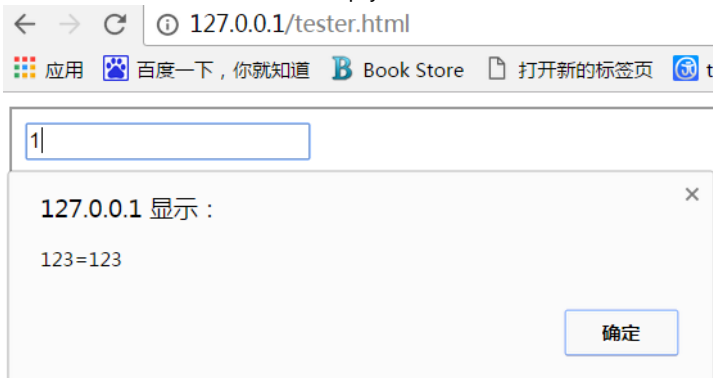 127.0.0.1/tester.html
应用 百度一下，你就知道 Book Store 打开新的标签页 t
1
127.0.0.1 显示：
123=123
确定